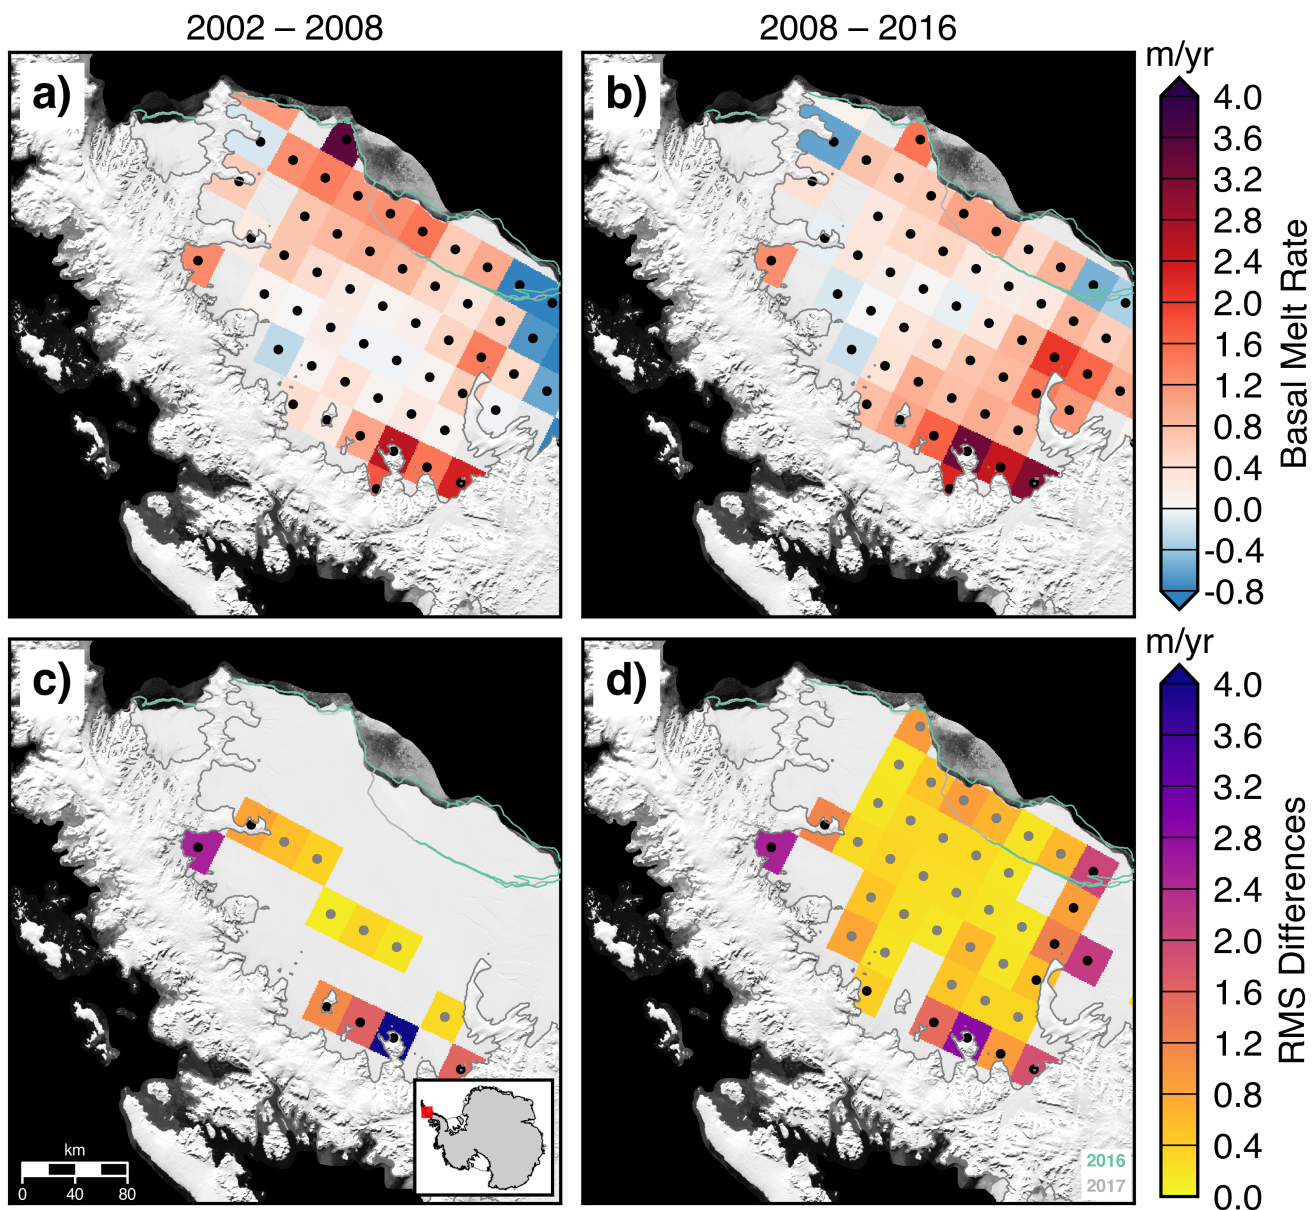 2002 – 2008
2008 – 2016
m/yr
a)
b)
4.0
3.6
3.2
2.8
2.4
2.0
1.6
1.2
0.8
0.4
0.0
-0.4
-0.8
Basal Melt Rate
m/yr
c)
d)
4.0
3.6
3.2
2.8
2.4
2.0
1.6
1.2
0.8
0.4
0.0
RMS Differences
km
0 40 80
2016
2017